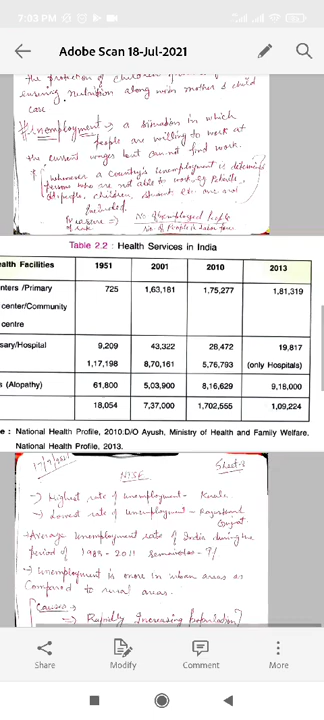 7:03 PM
Adobe Scan 18-Jul-2021
the protection of children
ensuring nutrition along with mother & child
care
# Unemployment → a situation in which
people are willing to work at
the current wages but cannot find work.
Whenever a Country's Unemployment is
person who are not able to work eg Patients,
children, student etc are not
included.
Measure ⇒ No. of Unemployed People
of No. of People in labour force
Table 2.2 : Health Services in India
ealth Facilities 1951 2001 2010 2013
nters /Primary 725 1,63,181 1,75,277 1,81,319
center/Community
centre
sary/Hospital 9,209 43,322 28,472 19,817
1,17,198 8,70,161 5,76,793 (only Hospitals)
s (Alopathy) 61,800 5,03,900 8,16,629 9,18,000
18,054 7,37,000 1,702,555 1,09,224
e : National Health Profile, 2010:D/O Ayush, Ministry of Health and Family Welfare.
National Health Profile, 2013.
Sheet-3
→ Highest rate of Unemployment - Kerala
→ Lowest rate of Unemployment -
Gujrat
→ Average unemployment rate of India during the
period of 1983 - 2011
→ Unemployment is more in urban areas as
Compared to rural areas.
Causes
→ Rapidly Increasing population
Share Modify Comment More